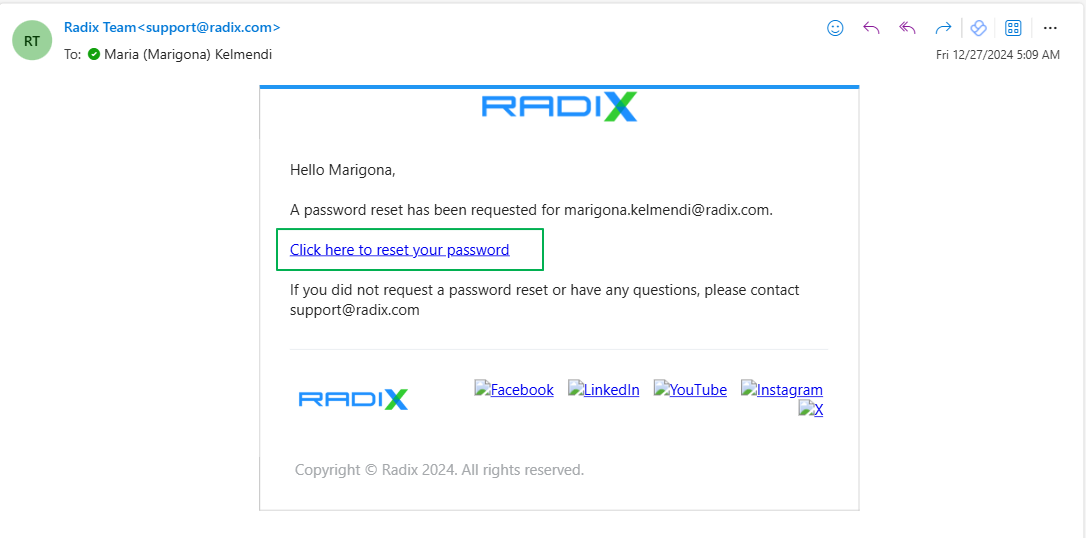 RT
Radix Team<support@radix.com>
To: Maria (Marigona) Kelmendi
Fri 12/27/2024 5:09 AM
RADIX
Hello Marigona,
A password reset has been requested for marigona.kelmendi@radix.com.
Click here to reset your password
If you did not request a password reset or have any questions, please contact
support@radix.com
RADIX
Facebook LinkedIn YouTube Instagram
X
Copyright © Radix 2024. All rights reserved.